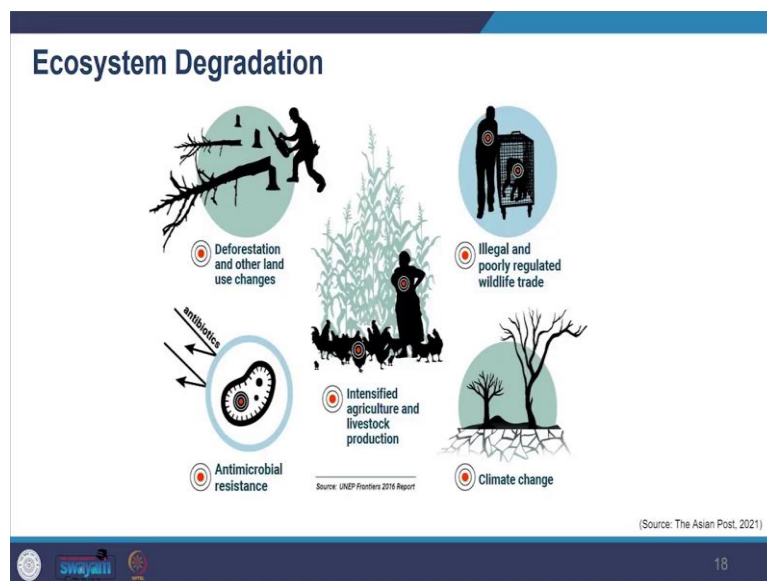 Ecosystem Degradation
Deforestation
and other land
use changes
Illegal and
poorly regulated
wildlife trade
antibiotics
Intensified
agriculture and
livestock
production
Antimicrobial
resistance
Source: UNEP Frontiers 2016 Report
Climate change
(Source: The Asian Post, 2021)
swayam
18